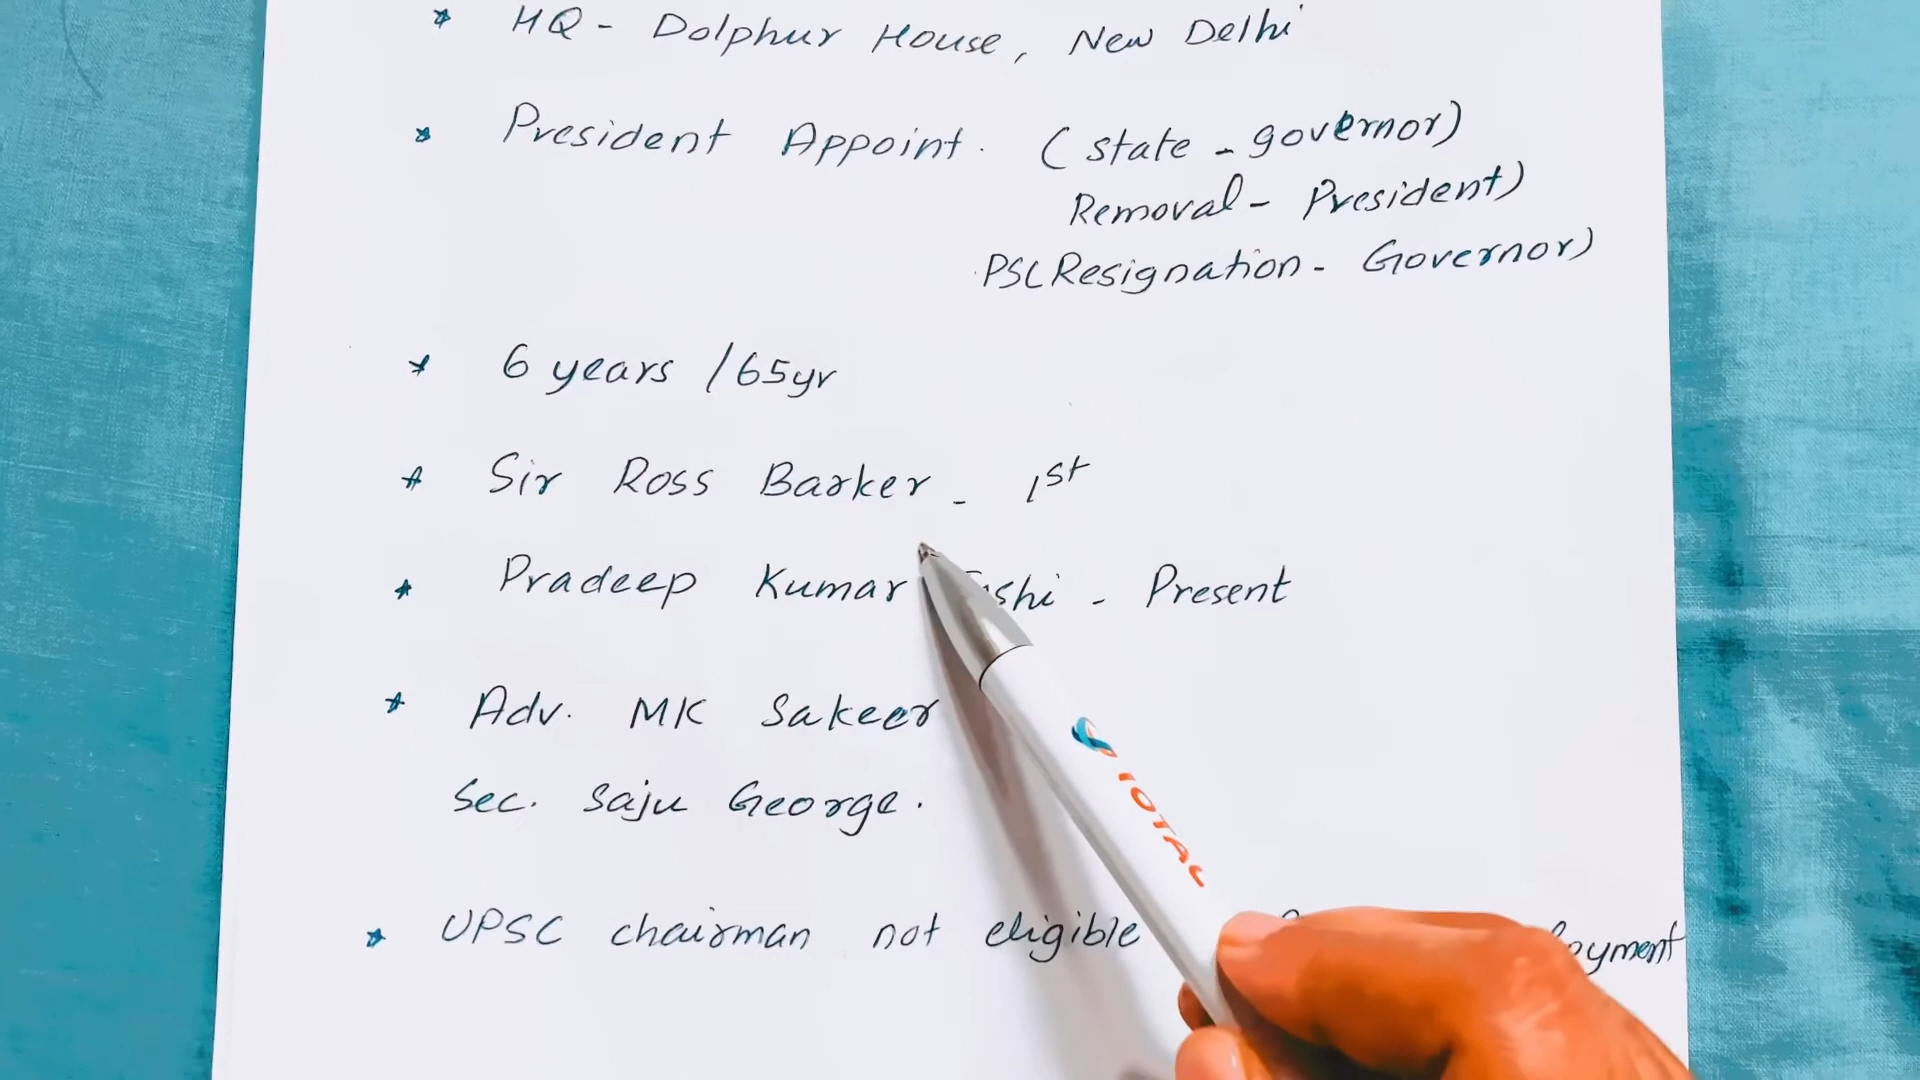 * HQ - Dolphur House, New Delhi
* President Appoint. (state - governor)
Removal - President)
PSC Resignation - Governor)
* 6 years /65yr
* Sir Ross Barker - 1st
* Pradeep Kumar - Present
* Adv. MK Sakeer
Sec. Saju George.
* UPSC chairman not eligible
TOTAL